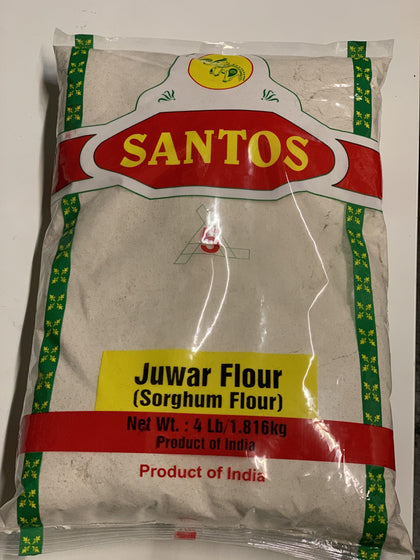 SANTOS
S
Juwar Flour
(Sorghum Flour)
Net Wt. : 4 Lb/1.816kg
Product of India
Product of India